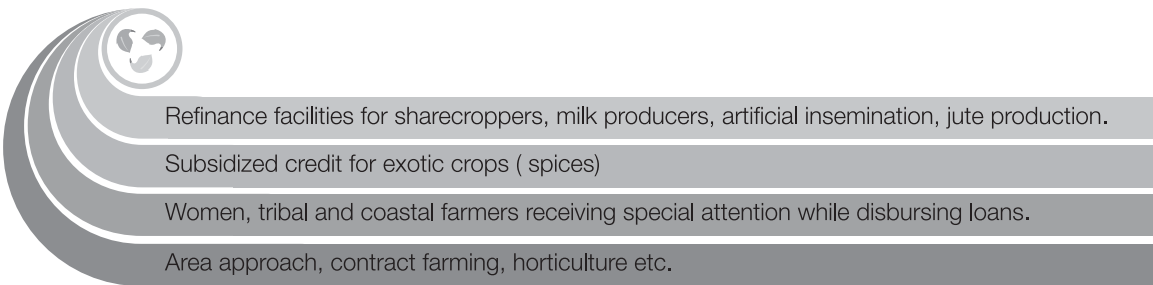 Refinance facilities for sharecroppers, milk producers, artificial insemination, jute production.
Subsidized credit for exotic crops ( spices)
Women, tribal and coastal farmers receiving special attention while disbursing loans.
Area approach, contract farming, horticulture etc.